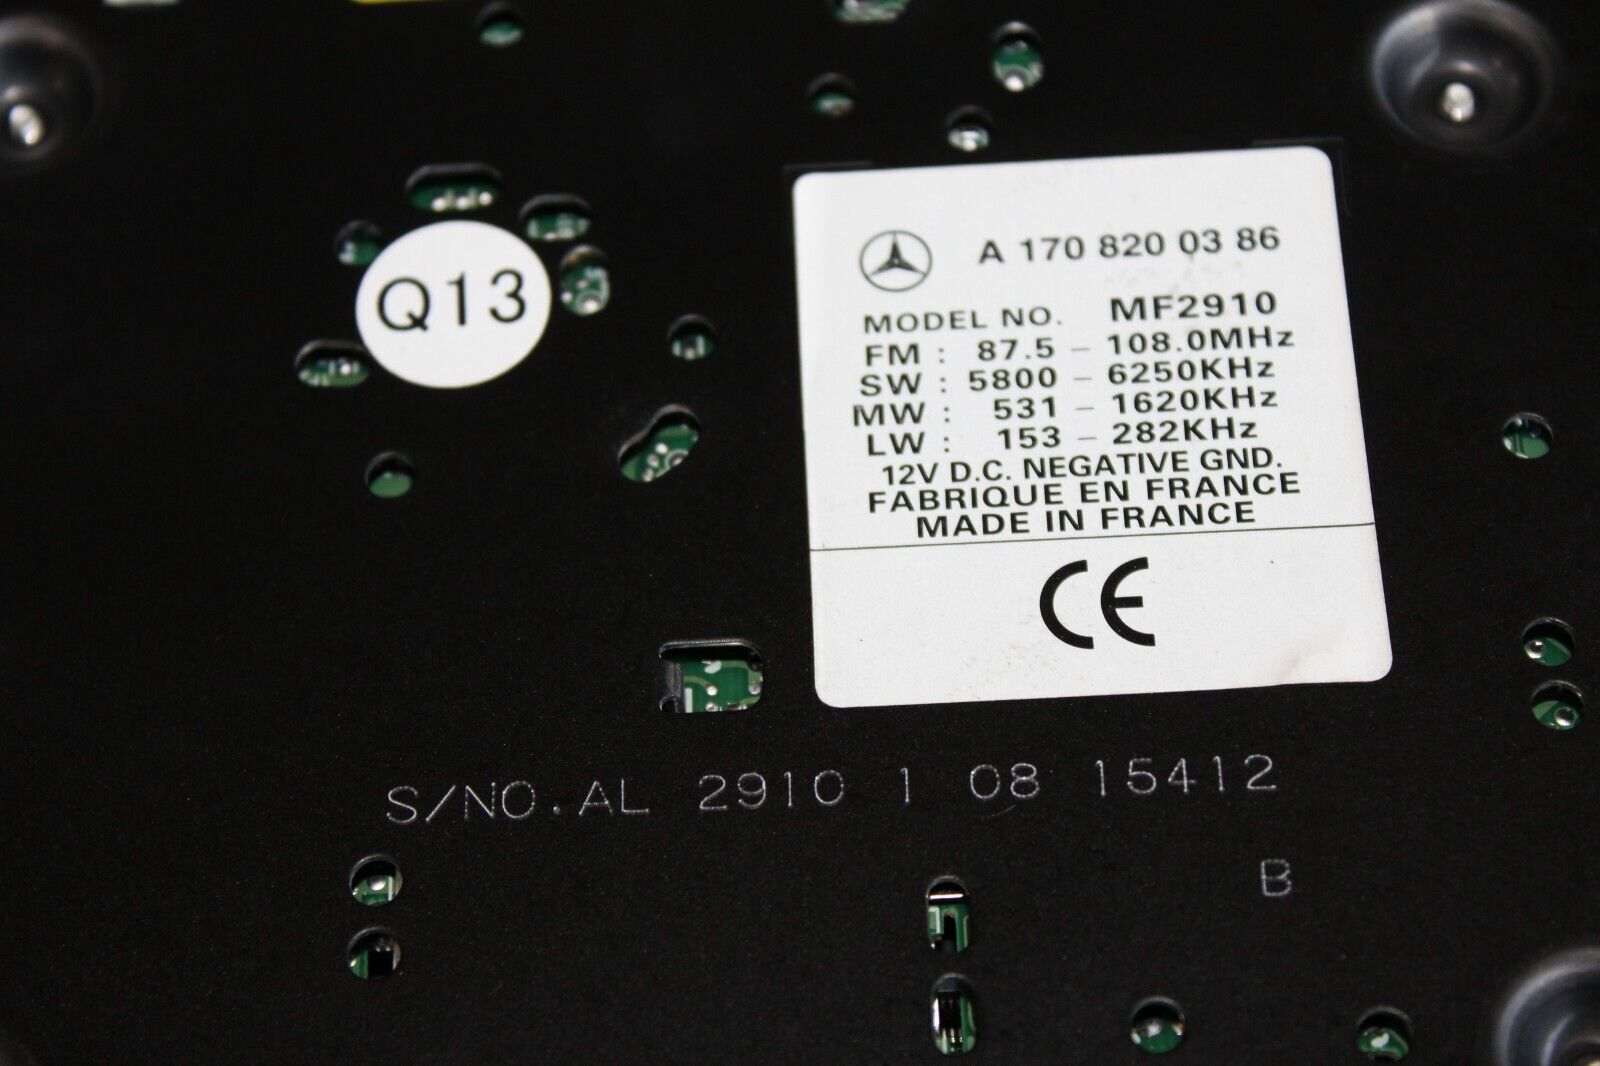 Q13
A 170 820 03 86
MODEL NO. MF2910
FM : 87.5 – 108.0MHz
SW : 5800 – 6250KHz
MW : 531 – 1620KHz
LW : 153 – 282KHz
12V D.C. NEGATIVE GND.
FABRIQUE EN FRANCE
MADE IN FRANCE
CE
S/NO.AL 2910 1 08 15412
B